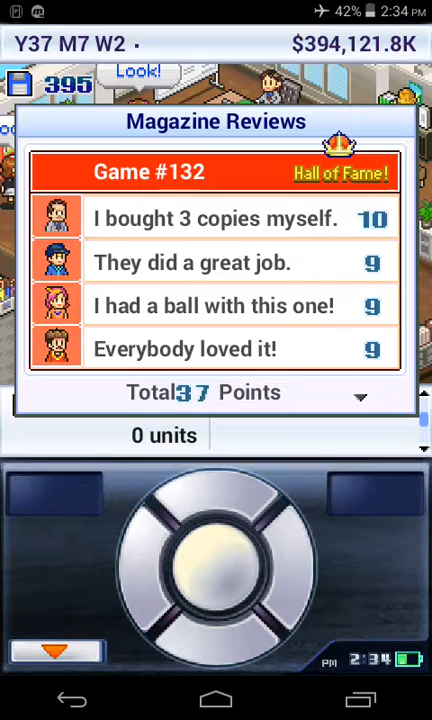 42% 2:34 PM
Y37 M7 W2 · $394,121.8K
395
Look!
Magazine Reviews
Game #132 Hall of Fame!
I bought 3 copies myself. 10
They did a great job. 9
I had a ball with this one! 9
Everybody loved it! 9
Total 37 Points
0 units
PM 2:34